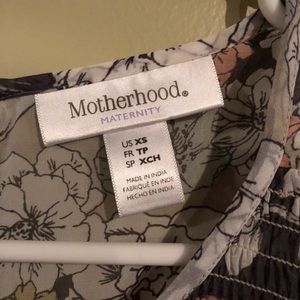 Motherhood®
MATERNITY
US XS
FR TP
SP XCH
MADE IN INDIA
FABRIQUÉ EN INDE
HECHO EN INDIA